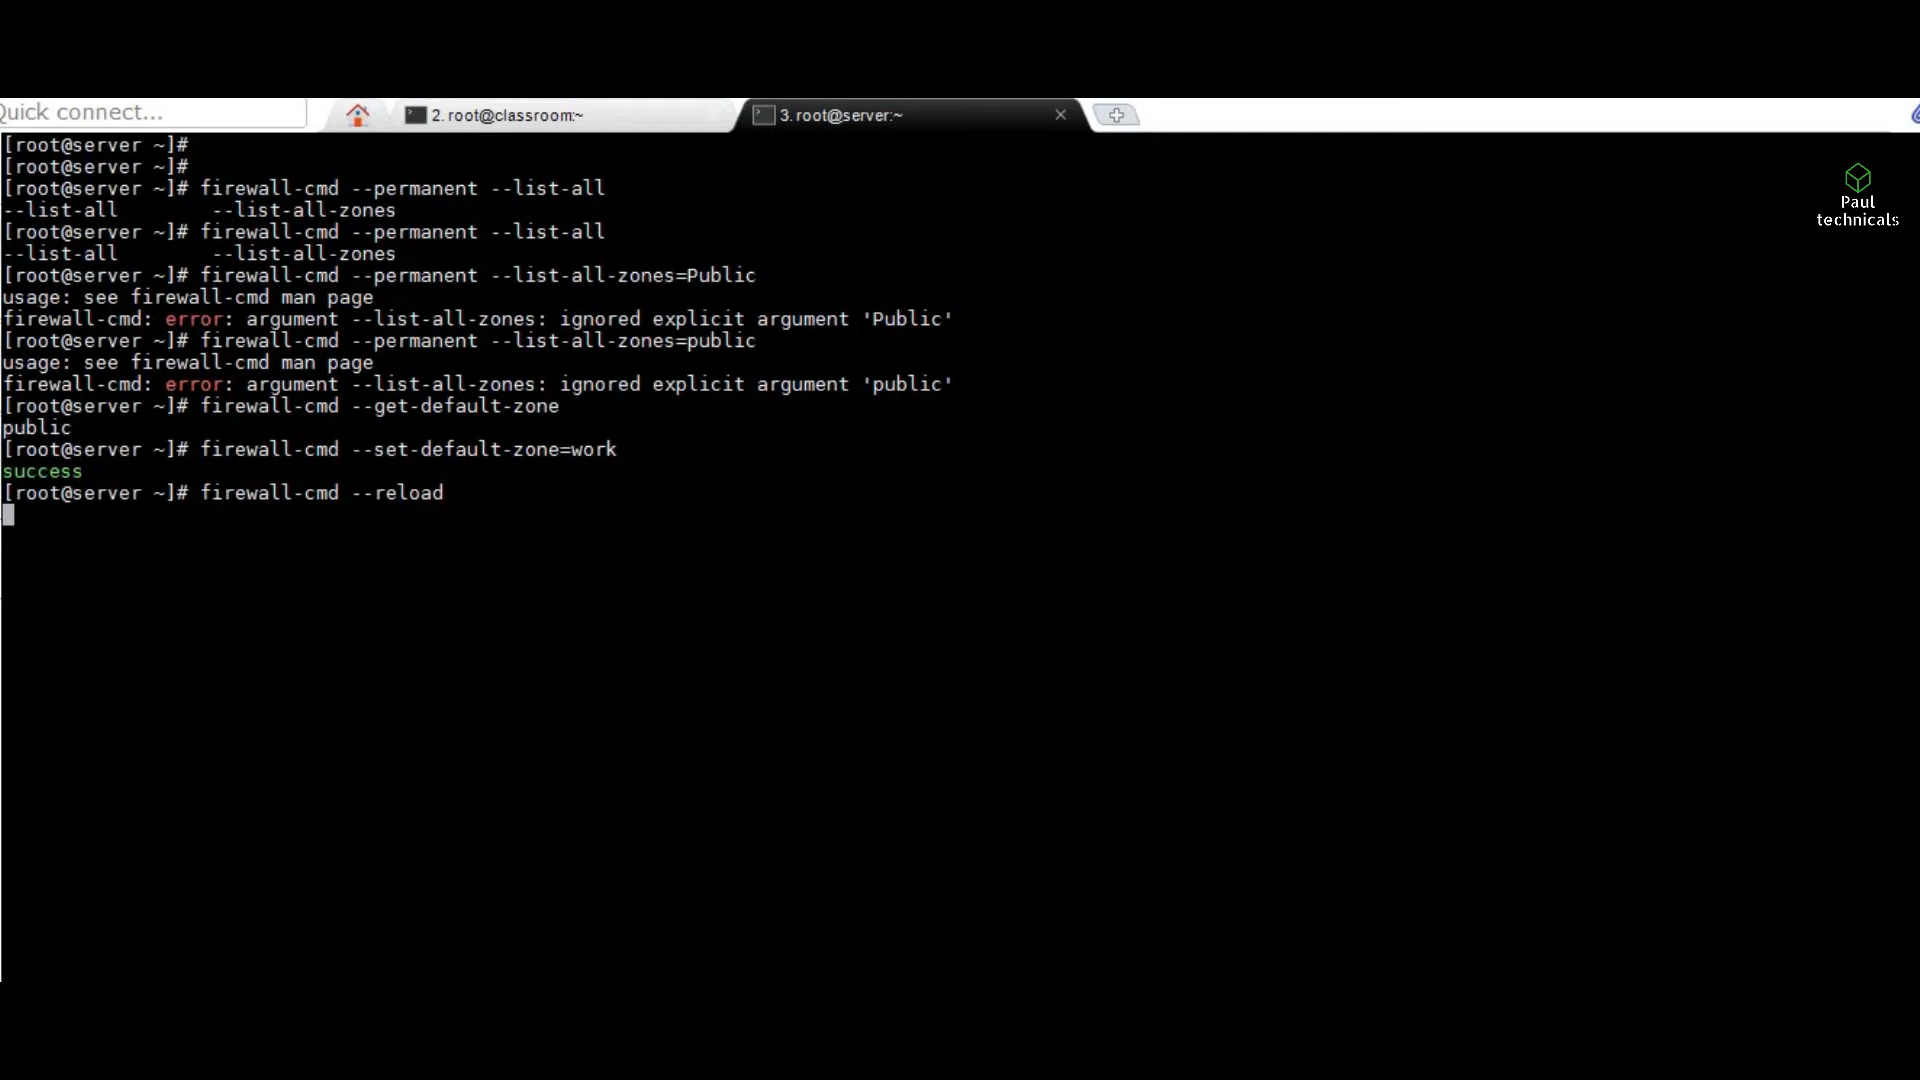 Quick connect...
2. root@classroom:~
3. root@server:~
[root@server ~]#
[root@server ~]#
[root@server ~]# firewall-cmd --permanent --list-all
--list-all        --list-all-zones
[root@server ~]# firewall-cmd --permanent --list-all
--list-all        --list-all-zones
[root@server ~]# firewall-cmd --permanent --list-all-zones=Public
usage: see firewall-cmd man page
firewall-cmd: error: argument --list-all-zones: ignored explicit argument 'Public'
[root@server ~]# firewall-cmd --permanent --list-all-zones=public
usage: see firewall-cmd man page
firewall-cmd: error: argument --list-all-zones: ignored explicit argument 'public'
[root@server ~]# firewall-cmd --get-default-zone
public
[root@server ~]# firewall-cmd --set-default-zone=work
success
[root@server ~]# firewall-cmd --reload
Paul
technicals